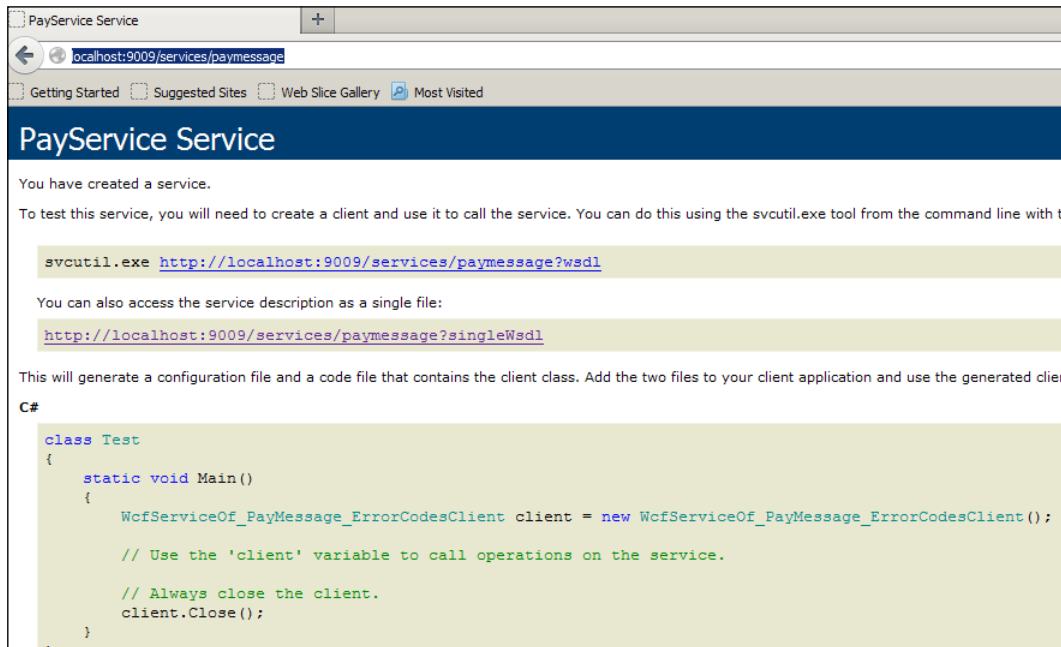 PayService Service
+
localhost:9009/services/paymessage
Getting Started Suggested Sites Web Slice Gallery Most Visited
PayService Service
You have created a service.
To test this service, you will need to create a client and use it to call the service. You can do this using the svcutil.exe tool from the command line with
svcutil.exe http://localhost:9009/services/paymessage?wsdl
You can also access the service description as a single file:
http://localhost:9009/services/paymessage?singleWsdl
This will generate a configuration file and a code file that contains the client class. Add the two files to your client application and use the generated
C#
class Test
{
static void Main()
{
WcfServiceOf_PayMessage_ErrorCodesClient client = new WcfServiceOf_PayMessage_ErrorCodesClient();
// Use the 'client' variable to call operations on the service.
// Always close the client.
client.Close();
}